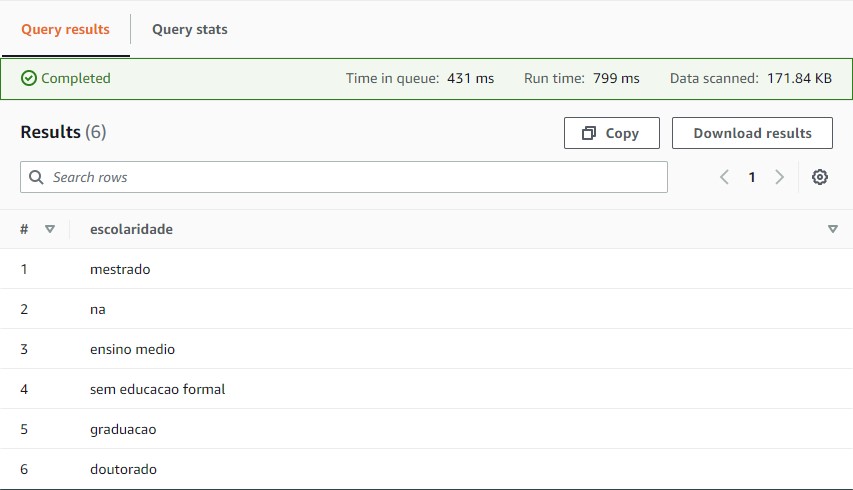 Query results Query stats
Completed Time in queue: 431 ms Run time: 799 ms Data scanned: 171.84 KB
Results (6) Copy Download results
Search rows 1
# escolaridade
1 mestrado
2 na
3 ensino medio
4 sem educacao formal
5 graduacao
6 doutorado